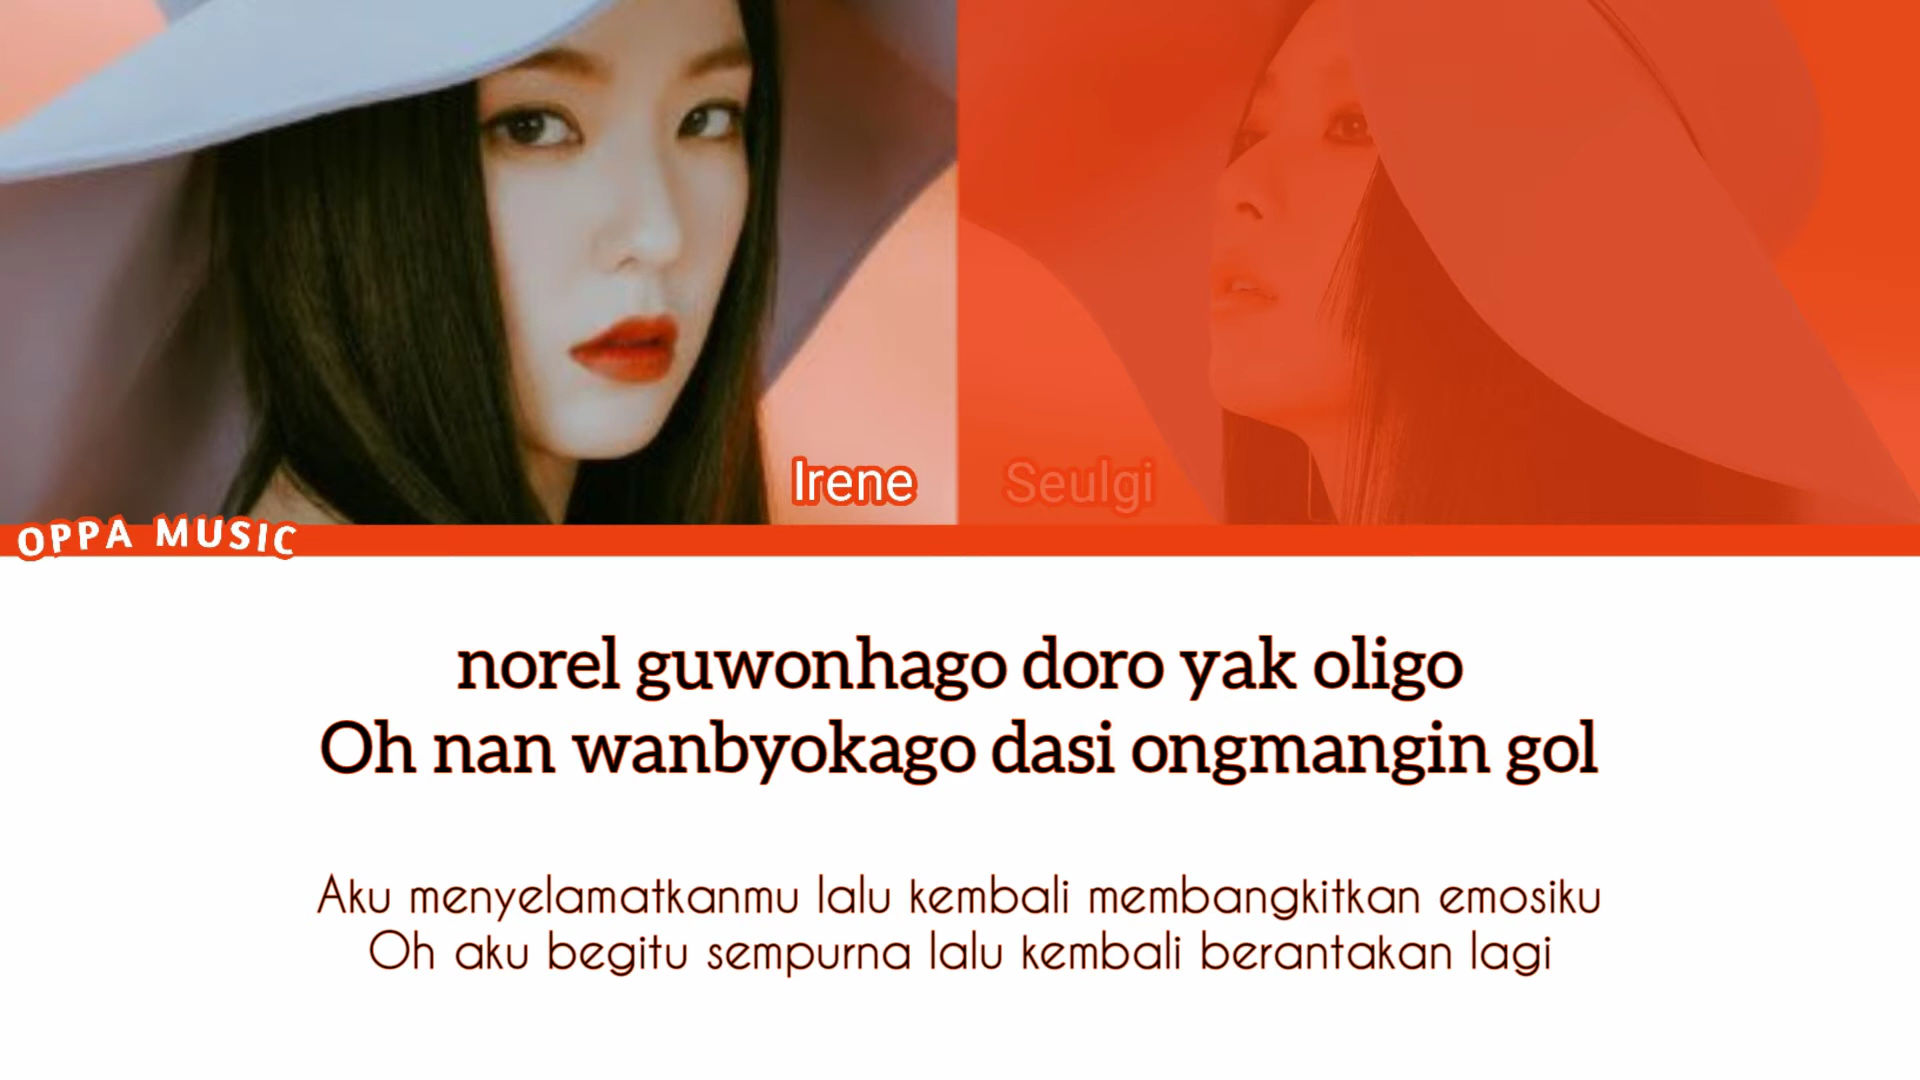 Irene
Seulgi
OPPA MUSIC
norel guwonhago doro yak oligo
Oh nan wanbyokago dasi ongmangin gol
Aku menyelamatkanmu lalu kembali membangkitkan emosiku
Oh aku begitu sempurna lalu kembali berantakan lagi